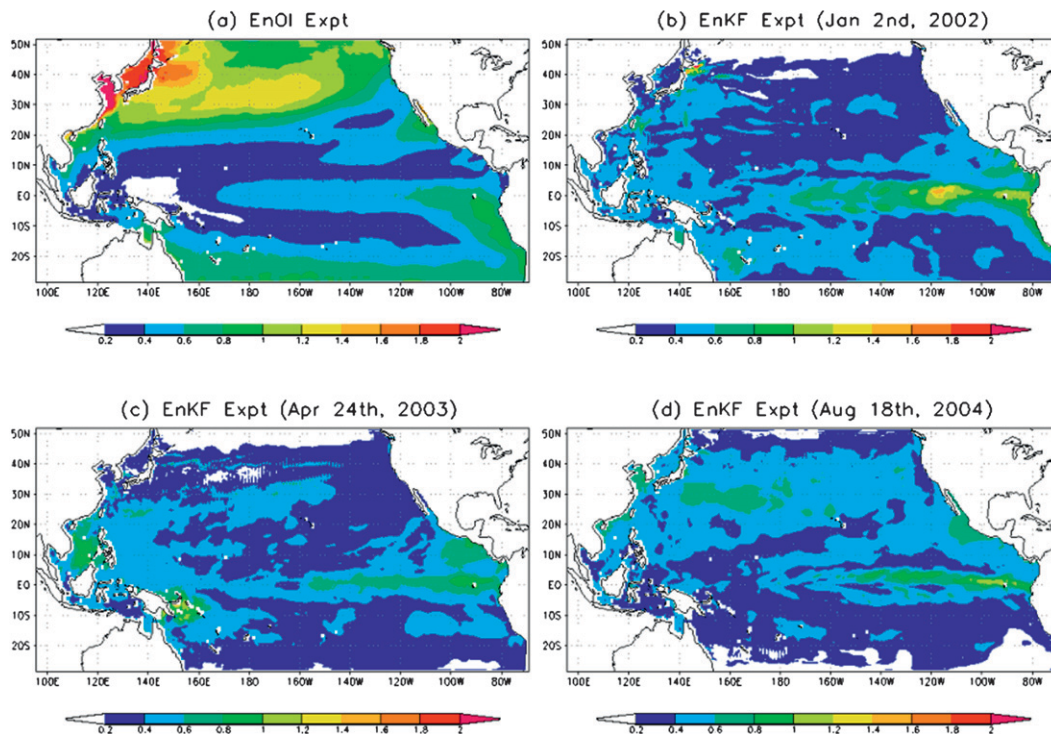 (a) EnOI Expt
50N
40N
30N
20N
10N
EQ
10S
20S
100E 120E 140E 160E 180 160W 140W 120W 100W 80W
0.2 0.4 0.6 0.8 1 1.2 1.4 1.6 1.8 2
(b) EnKF Expt (Jan 2nd, 2002)
50N
40N
30N
20N
10N
EQ
10S
20S
100E 120E 140E 160E 180 160W 140W 120W 100W 80W
0.2 0.4 0.6 0.8 1 1.2 1.4 1.6 1.8 2
(c) EnKF Expt (Apr 24th, 2003)
50N
40N
30N
20N
10N
EQ
10S
20S
100E 120E 140E 160E 180 160W 140W 120W 100W 80W
0.2 0.4 0.6 0.8 1 1.2 1.4 1.6 1.8 2
(d) EnKF Expt (Aug 18th, 2004)
50N
40N
30N
20N
10N
EQ
10S
20S
100E 120E 140E 160E 180 160W 140W 120W 100W 80W
0.2 0.4 0.6 0.8 1 1.2 1.4 1.6 1.8 2